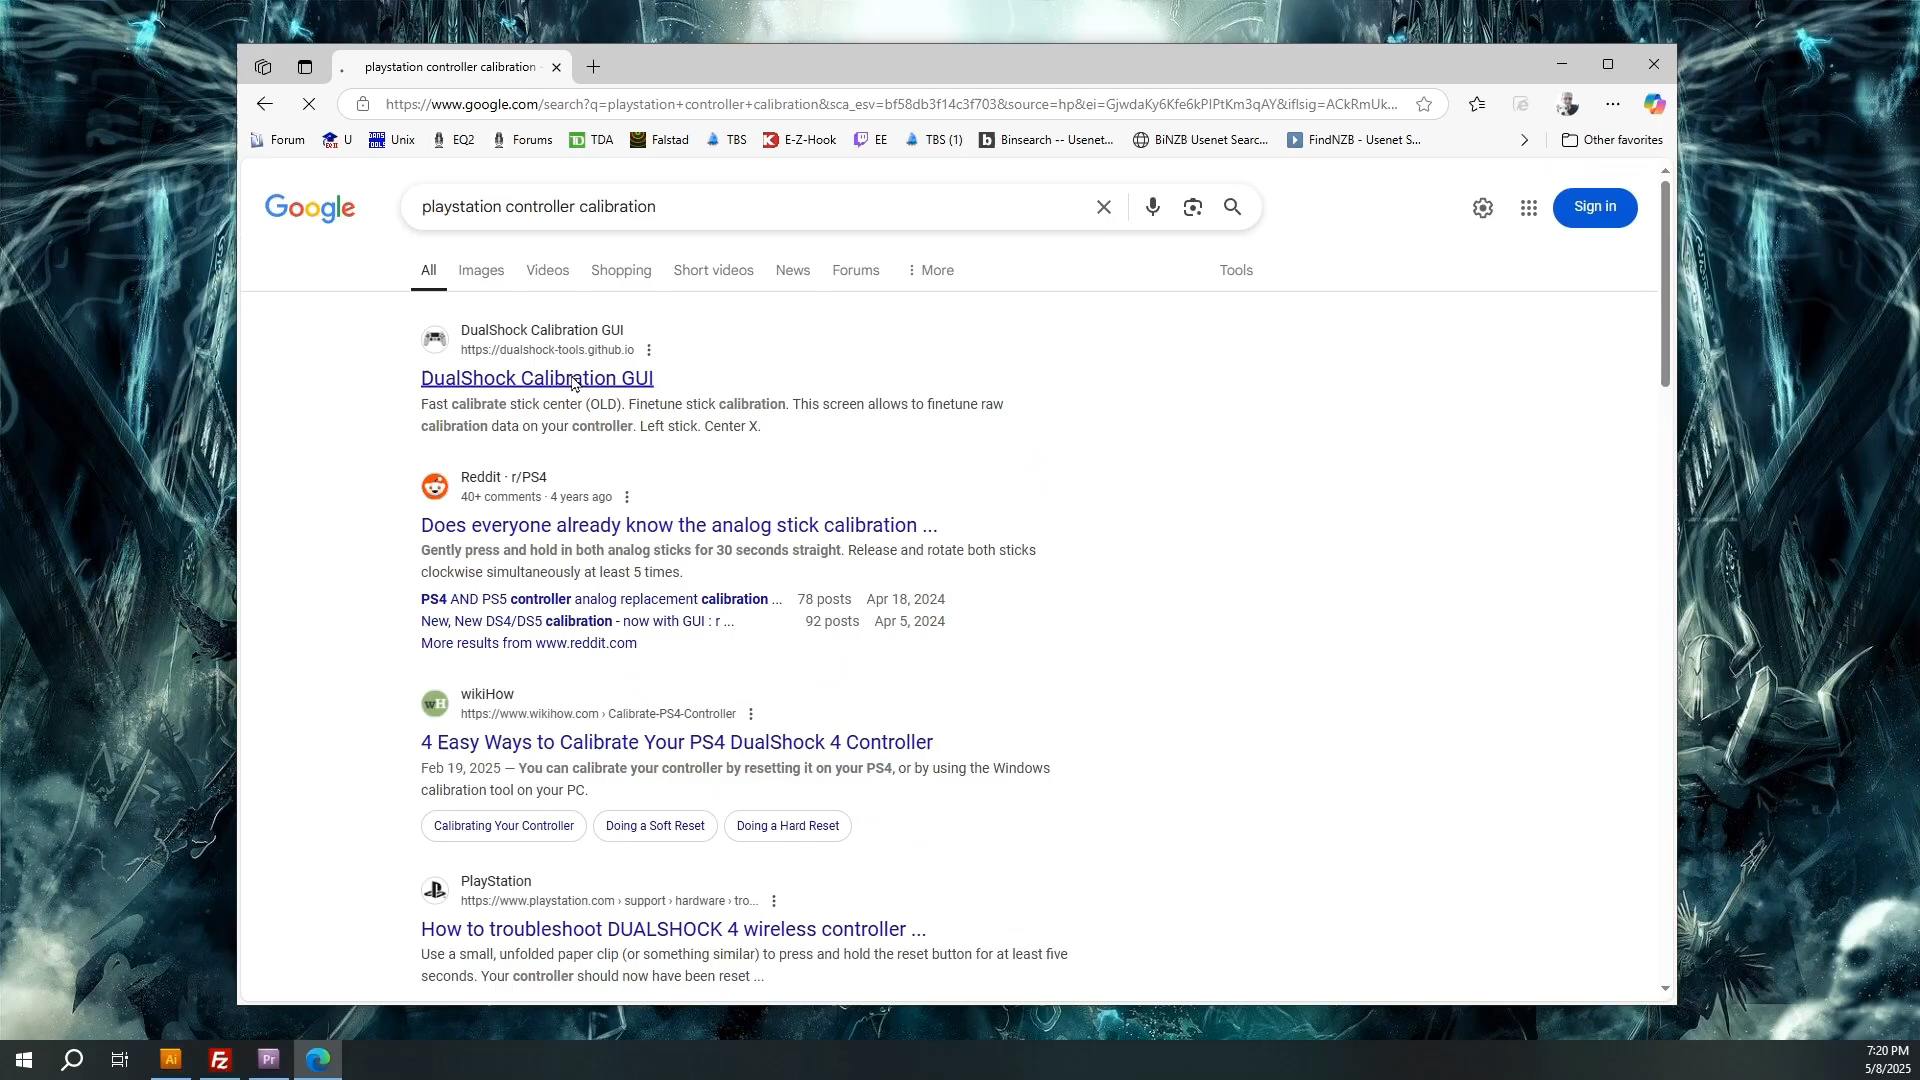 playstation controller calibration
https://www.google.com/search?q=playstation+controller+calibration&sca_esv=bf58db3f14c3f703&source=hp&ei=GjwdaKy6Kfe6kPIPtKm3qAY&iflsig=ACkRmUk...
Forum U Unix EQ2 Forums TDA Falstad TBS E-Z-Hook EE TBS (1) Binsearch -- Usenet... BiNZB Usenet Searc... FindNZB - Usenet S... Other favorites
Google
playstation controller calibration
Sign in
All Images Videos Shopping Short videos News Forums More Tools
DualShock Calibration GUI
https://dualshock-tools.github.io
DualShock Calibration GUI
Fast calibrate stick center (OLD). Finetune stick calibration. This screen allows to finetune raw
calibration data on your controller. Left stick. Center X.
Reddit · r/PS4
40+ comments · 4 years ago
Does everyone already know the analog stick calibration ...
Gently press and hold in both analog sticks for 30 seconds straight. Release and rotate both sticks
clockwise simultaneously at least 5 times.
PS4 AND PS5 controller analog replacement calibration ... 78 posts Apr 18, 2024
New, New DS4/DS5 calibration - now with GUI : r ... 92 posts Apr 5, 2024
More results from www.reddit.com
wikiHow
https://www.wikihow.com › Calibrate-PS4-Controller
4 Easy Ways to Calibrate Your PS4 DualShock 4 Controller
Feb 19, 2025 — You can calibrate your controller by resetting it on your PS4, or by using the Windows
calibration tool on your PC.
Calibrating Your Controller Doing a Soft Reset Doing a Hard Reset
PlayStation
https://www.playstation.com › support › hardware › tro...
How to troubleshoot DUALSHOCK 4 wireless controller ...
Use a small, unfolded paper clip (or something similar) to press and hold the reset button for at least five
seconds. Your controller should now have been reset ...
Ai Fz Pr
7:20 PM
5/8/2025